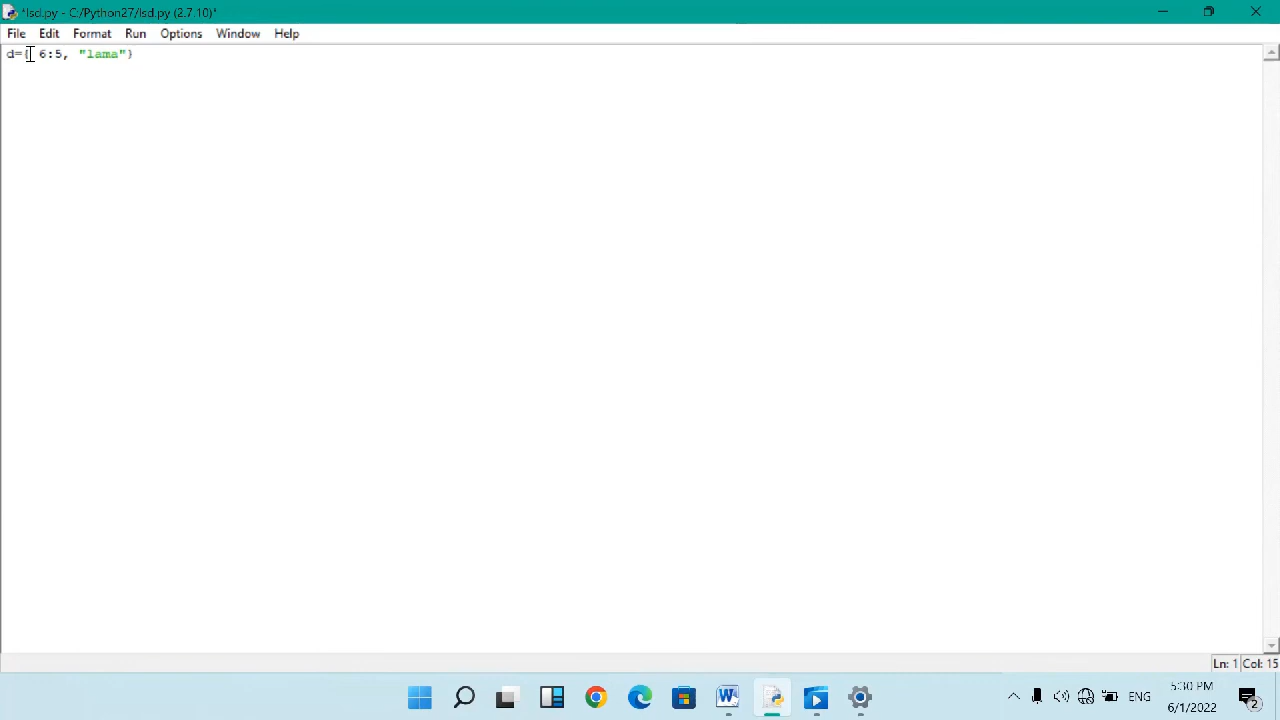 *lsd.py - C:/Python27/lsd.py (2.7.10)*
File Edit Format Run Options Window Help
d={ 6:5, "lama"}
Ln: 1 Col: 15
ENG
5:30 PM
6/1/2022
2